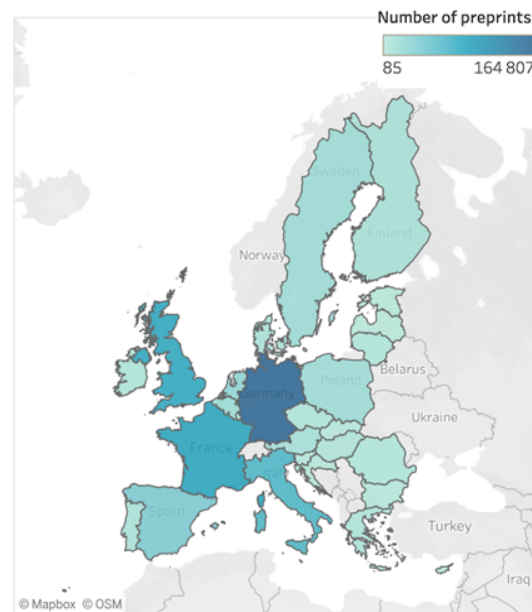 Number of preprints
85 164 807
Sweden
Finland
Norway
Belarus
Poland
Germany
Ukraine
France
Ital
Spain
Turkey
Iraq
© Mapbox © OSM